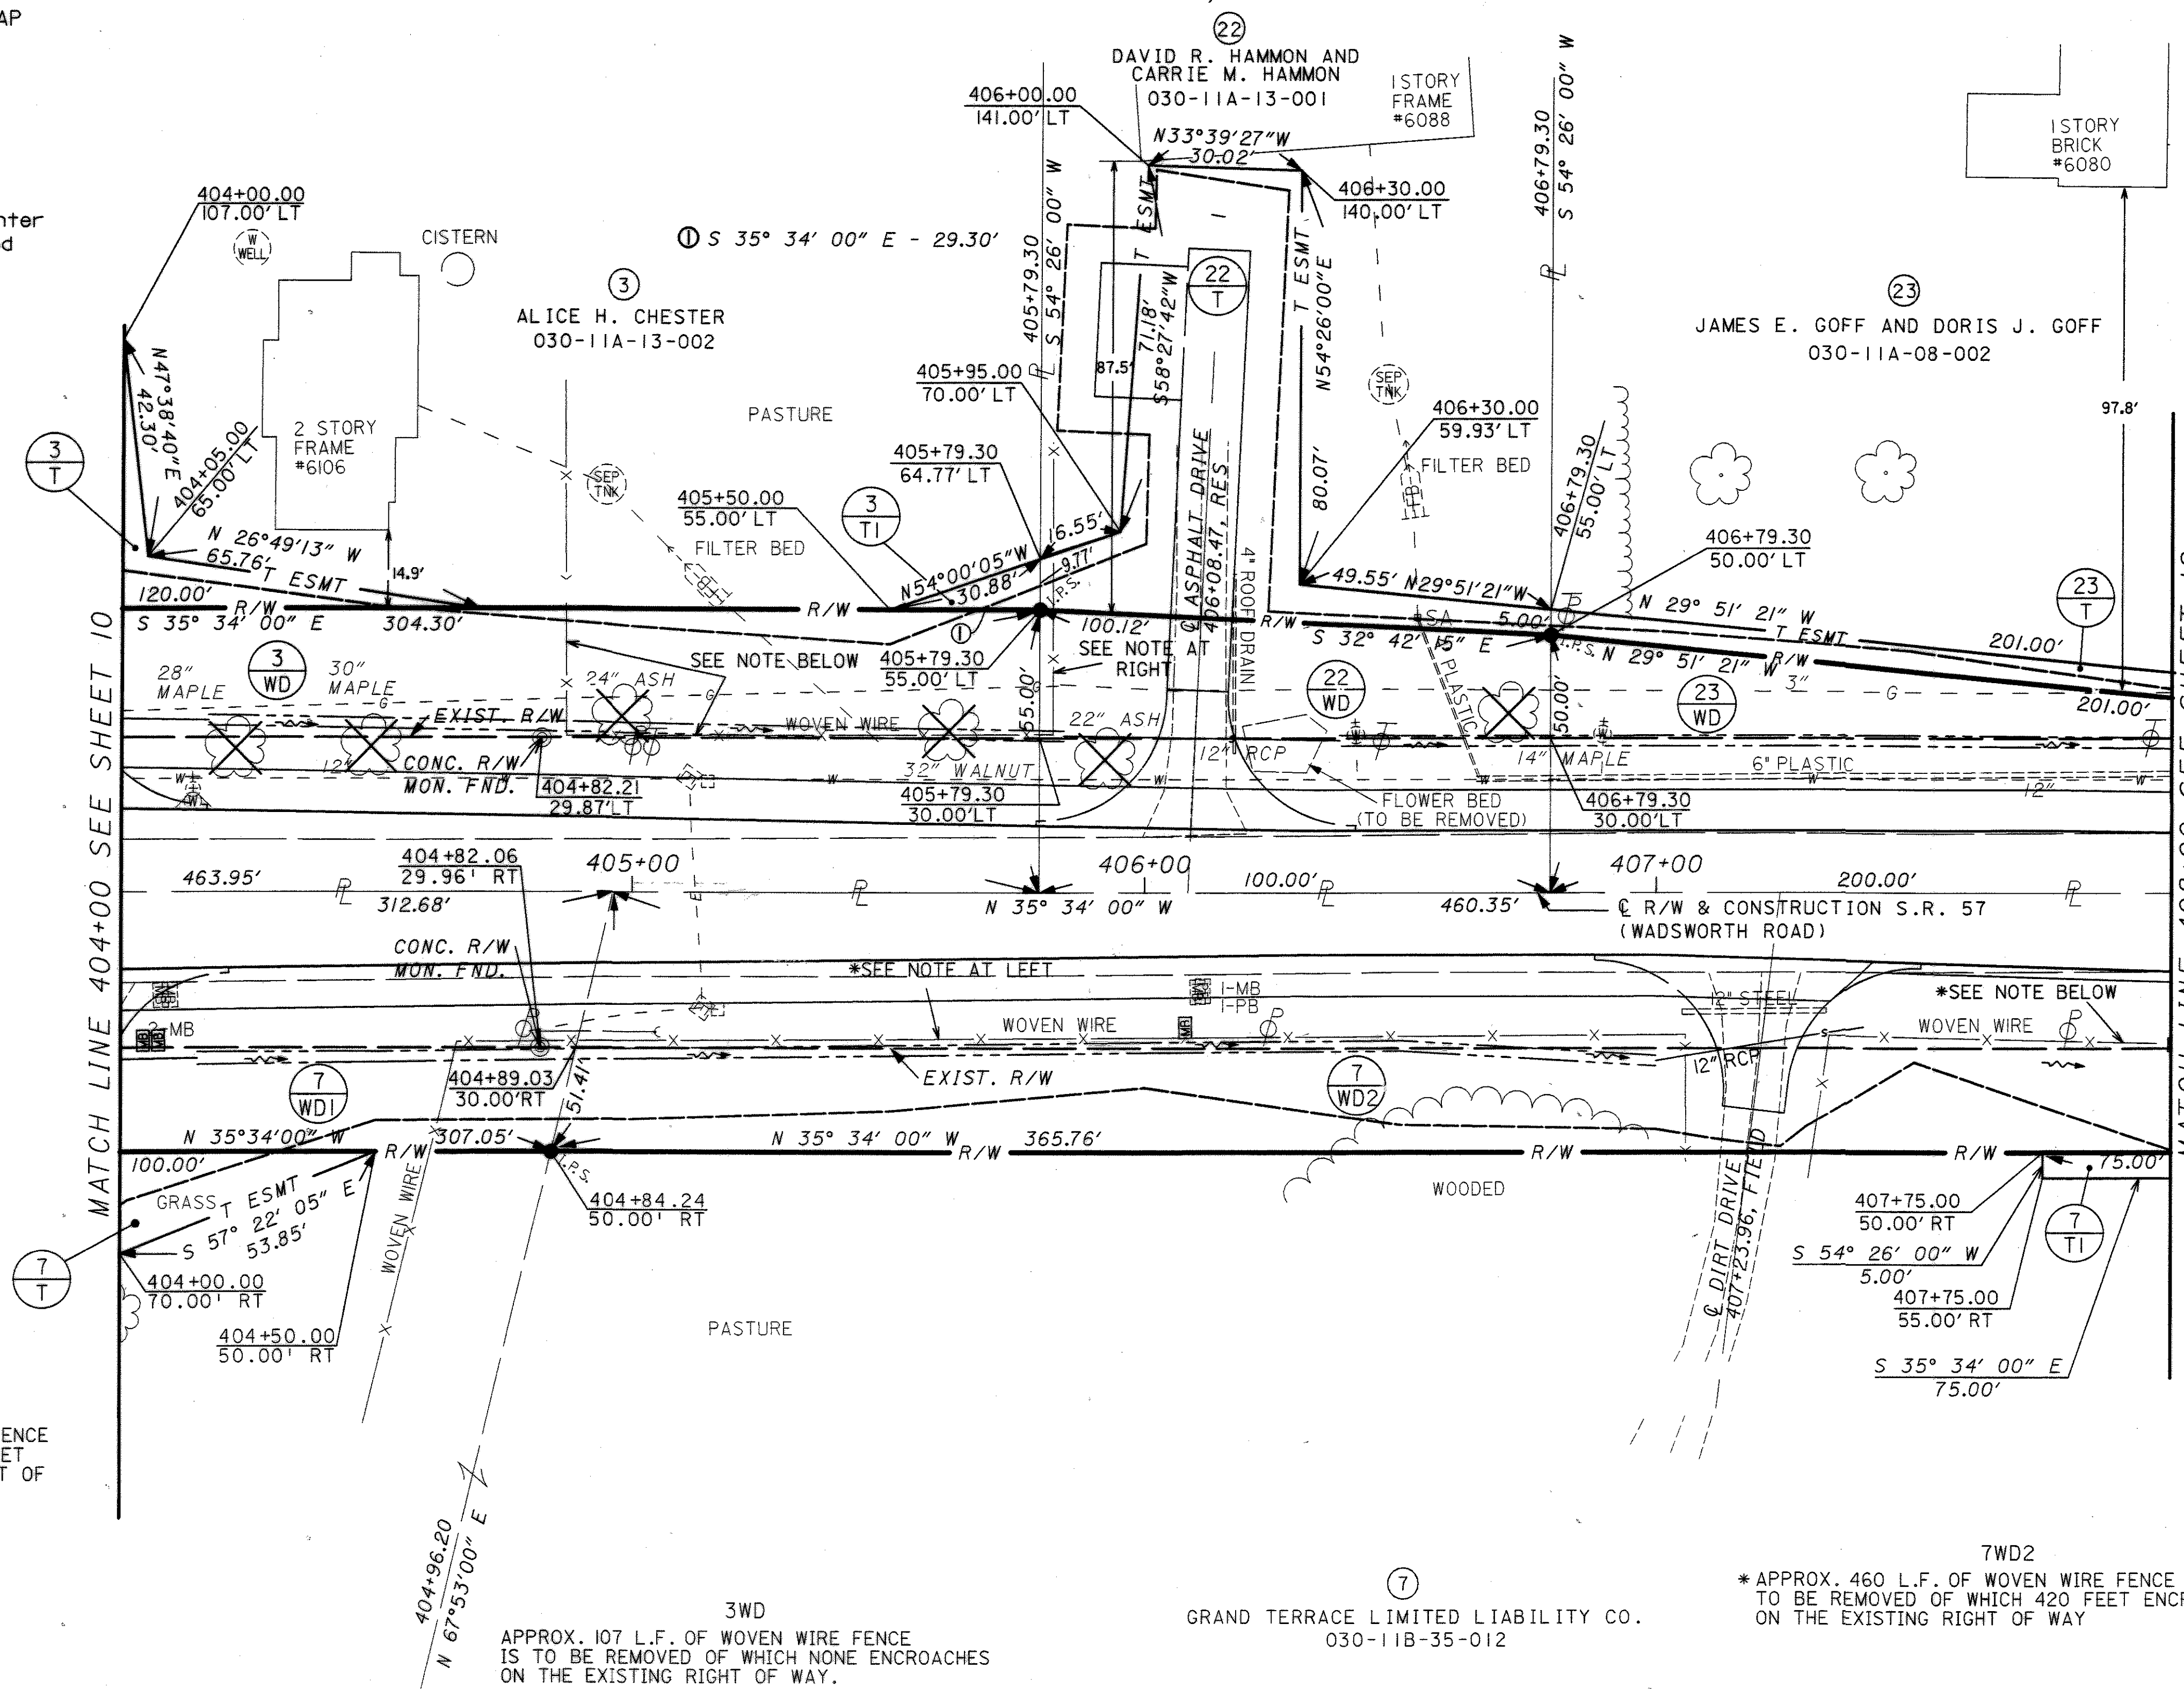 AP
nter
d
22
DAVID R. HAMMON AND
CARRIE M. HAMMON
030-11A-13-001
1 STORY
FRAME
#6088
406+00.00
141.00' LT
N33°39'27"W
30.02'
406+30.00
140.00' LT
405+79.30
S 54° 26' 00" W
T ESMT
406+79.30
S 54° 26' 00" W
1 STORY
BRICK
#6080
404+00.00
107.00' LT
W
WELL
CISTERN
1 S 35° 34' 00" E - 29.30'
3
ALICE H. CHESTER
030-11A-13-002
22
T
T ESMT
N54°26'00"E
80.07'
71.18'
S58°27'42"W
87.5'
23
JAMES E. GOFF AND DORIS J. GOFF
030-11A-08-002
97.8'
N47°38'40"E
42.30'
404+05.00
65.00' LT
3
T
2 STORY
FRAME
#6106
SEP
TNK
PASTURE
405+95.00
70.00' LT
405+79.30
64.77' LT
405+50.00
55.00' LT
3
T1
FILTER BED
SEP
TNK
406+30.00
59.93' LT
FILTER BED
406+79.30
55.00' LT
406+79.30
50.00' LT
23
T
N 26°49'13" W
65.76'
T ESMT
14.9'
N54°00'05"W
30.88'
16.55'
9.77'
I.P.S.
℄ ASPHALT DRIVE
406+08.47, RES
4" ROOF DRAIN
49.55' N29°51'21"W
N 29° 51' 21" W
T ESMT
201.00'
120.00'
R/W
R/W
S 35° 34' 00" E
304.30'
1
100.12'
R/W
S 32° 42' 15" E
5.00'
I.P.S.
N 29° 51' 21" W
R/W
201.00'
SEE NOTE BELOW
405+79.30
55.00' LT
SEE NOTE AT
RIGHT
3
WD
28"
MAPLE
30"
MAPLE
24" ASH
22
WD
23
WD
3"
PLASTIC
EXIST. R/W
WOVEN WIRE
22" ASH
55.00'
50.00'
12"
CONC. R/W
MON. FND.
404+82.21
29.87' LT
32" WALNUT
405+79.30
30.00' LT
12" RCP
14" MAPLE
6" PLASTIC
12"
FLOWER BED
(TO BE REMOVED)
406+79.30
30.00' LT
MATCH LINE 404+00 SEE SHEET 10
404+82.06
29.96' RT
405+00
406+00
407+00
463.95'
312.68'
N 35° 34' 00" W
100.00'
460.35'
200.00'
℄ R/W & CONSTRUCTION S.R. 57
(WADSWORTH ROAD)
CONC. R/W
MON. FND.
*SEE NOTE AT LEFT
1-MB
1-PB
12" STEEL
*SEE NOTE BELOW
2-MB
WOVEN WIRE
WOVEN WIRE
12" RCP
7
WD1
404+89.03
30.00' RT
51.41'
EXIST. R/W
7
WD2
N 35°34'00" W
307.05'
N 35° 34' 00" W
365.76'
100.00'
R/W
I.P.S.
R/W
R/W
R/W
75.00'
GRASS
T ESMT
S 57° 22' 05" E
53.85'
WOVEN WIRE
404+84.24
50.00' RT
WOODED
℄ DIRT DRIVE
407+23.96, FIELD
407+75.00
50.00' RT
7
T1
7
T
404+00.00
70.00' RT
404+50.00
50.00' RT
PASTURE
S 54° 26' 00" W
5.00'
407+75.00
55.00' RT
S 35° 34' 00" E
75.00'
ENCE
ET
T OF
404+96.20
N 67°53'00" E
3WD
APPROX. 107 L.F. OF WOVEN WIRE FENCE
IS TO BE REMOVED OF WHICH NONE ENCROACHES
ON THE EXISTING RIGHT OF WAY.
7
GRAND TERRACE LIMITED LIABILITY CO.
030-11B-35-012
7WD2
* APPROX. 460 L.F. OF WOVEN WIRE FENCE
TO BE REMOVED OF WHICH 420 FEET ENCR
ON THE EXISTING RIGHT OF WAY